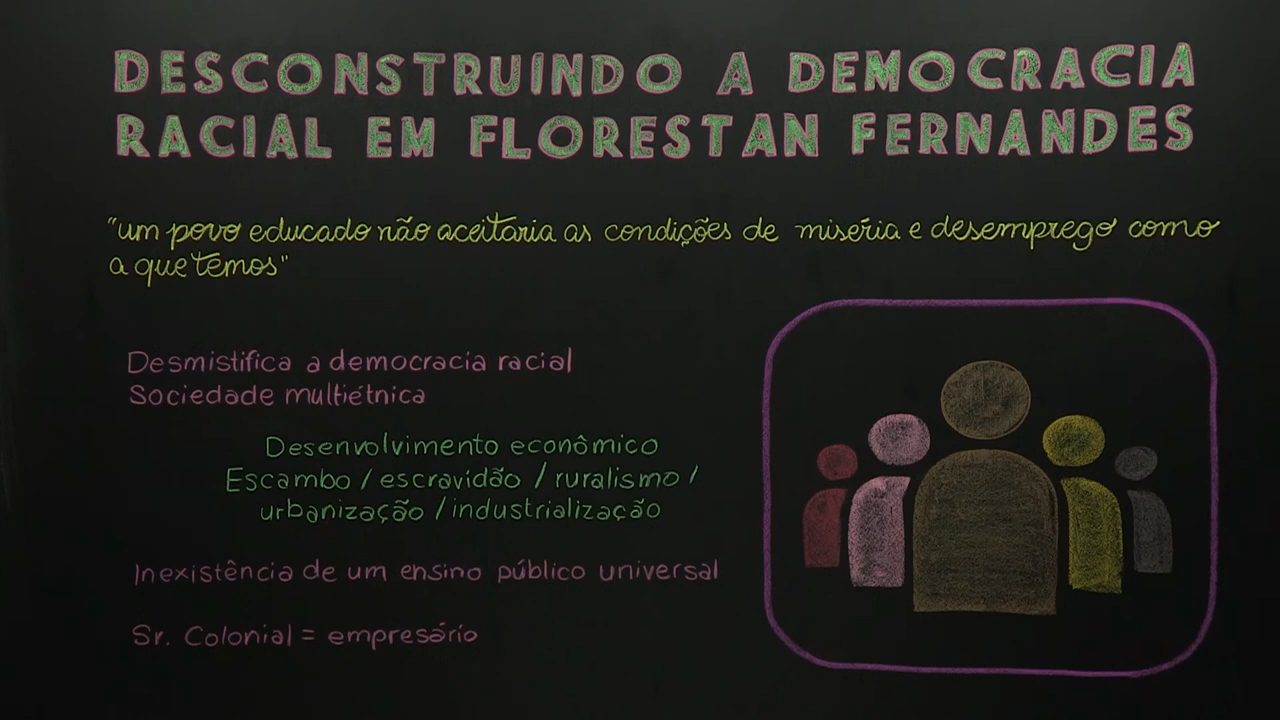 DESCONSTRUINDO A DEMOCRACIA
RACIAL EM FLORESTAN FERNANDES
"um povo educado não aceitaria as condições de miséria e desemprego como
a que temos"
Desmistifica a democracia racial
Sociedade multiétnica
Desenvolvimento econômico
Escambo / escravidão / ruralismo /
urbanização / industrialização
Inexistência de um ensino público universal
Sr. Colonial = empresário